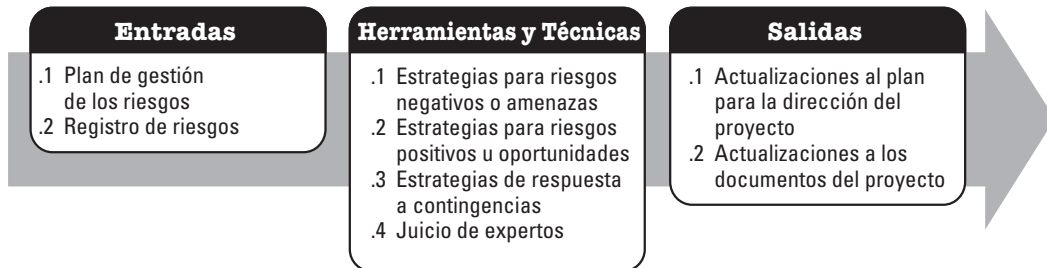 Entradas
.1 Plan de gestión
de los riesgos
.2 Registro de riesgos
Herramientas y Técnicas
.1 Estrategias para riesgos
negativos o amenazas
.2 Estrategias para riesgos
positivos u oportunidades
.3 Estrategias de respuesta
a contingencias
.4 Juicio de expertos
Salidas
.1 Actualizaciones al plan
para la dirección del
proyecto
.2 Actualizaciones a los
documentos del proyecto